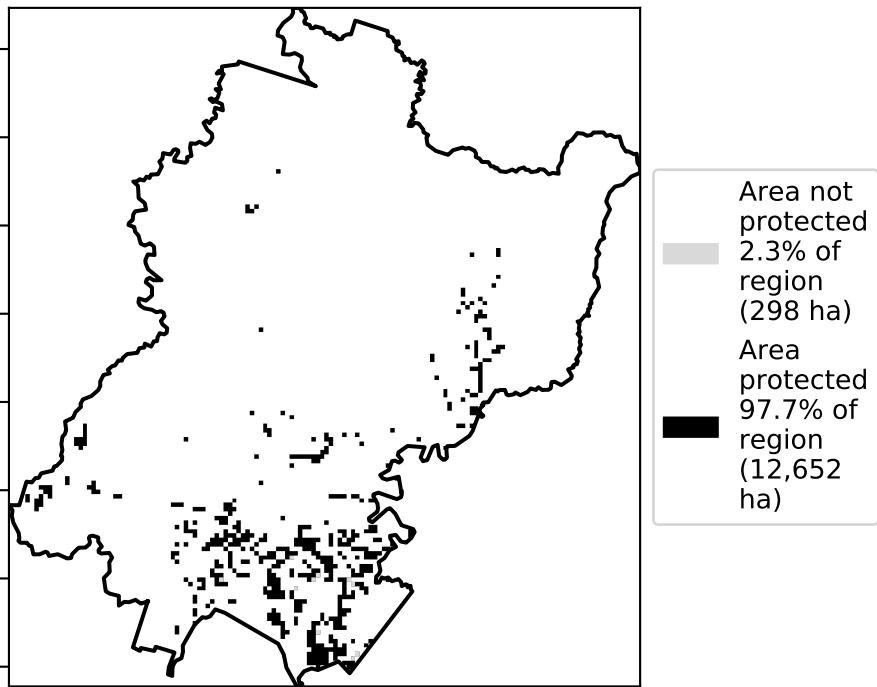 Area not
protected
2.3% of
region
(298 ha)
Area
protected
97.7% of
region
(12,652
ha)